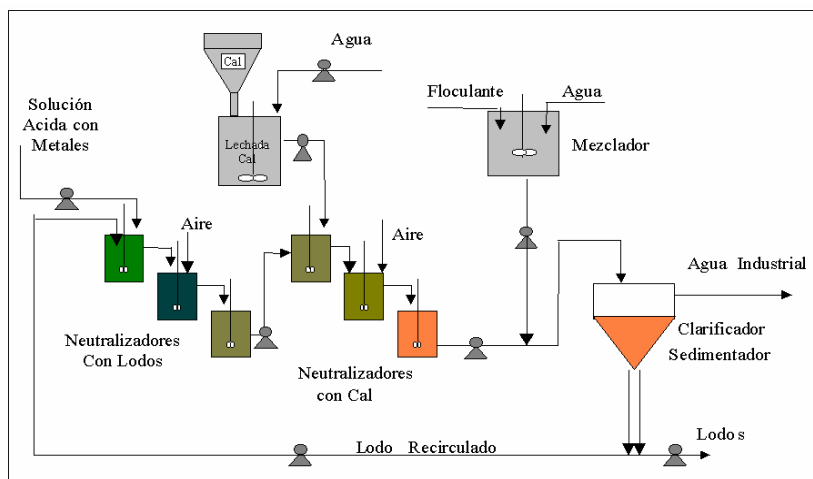 Cal
Agua
Solución
Acida con
Metales
Lechada
Cal
Floculante
Agua
Mezclador
Aire
Aire
Agua Industrial
Clarificador
Sedimentador
Neutralizadores
Con Lodos
Neutralizadores
con Cal
Lodo Recirculado
Lodos